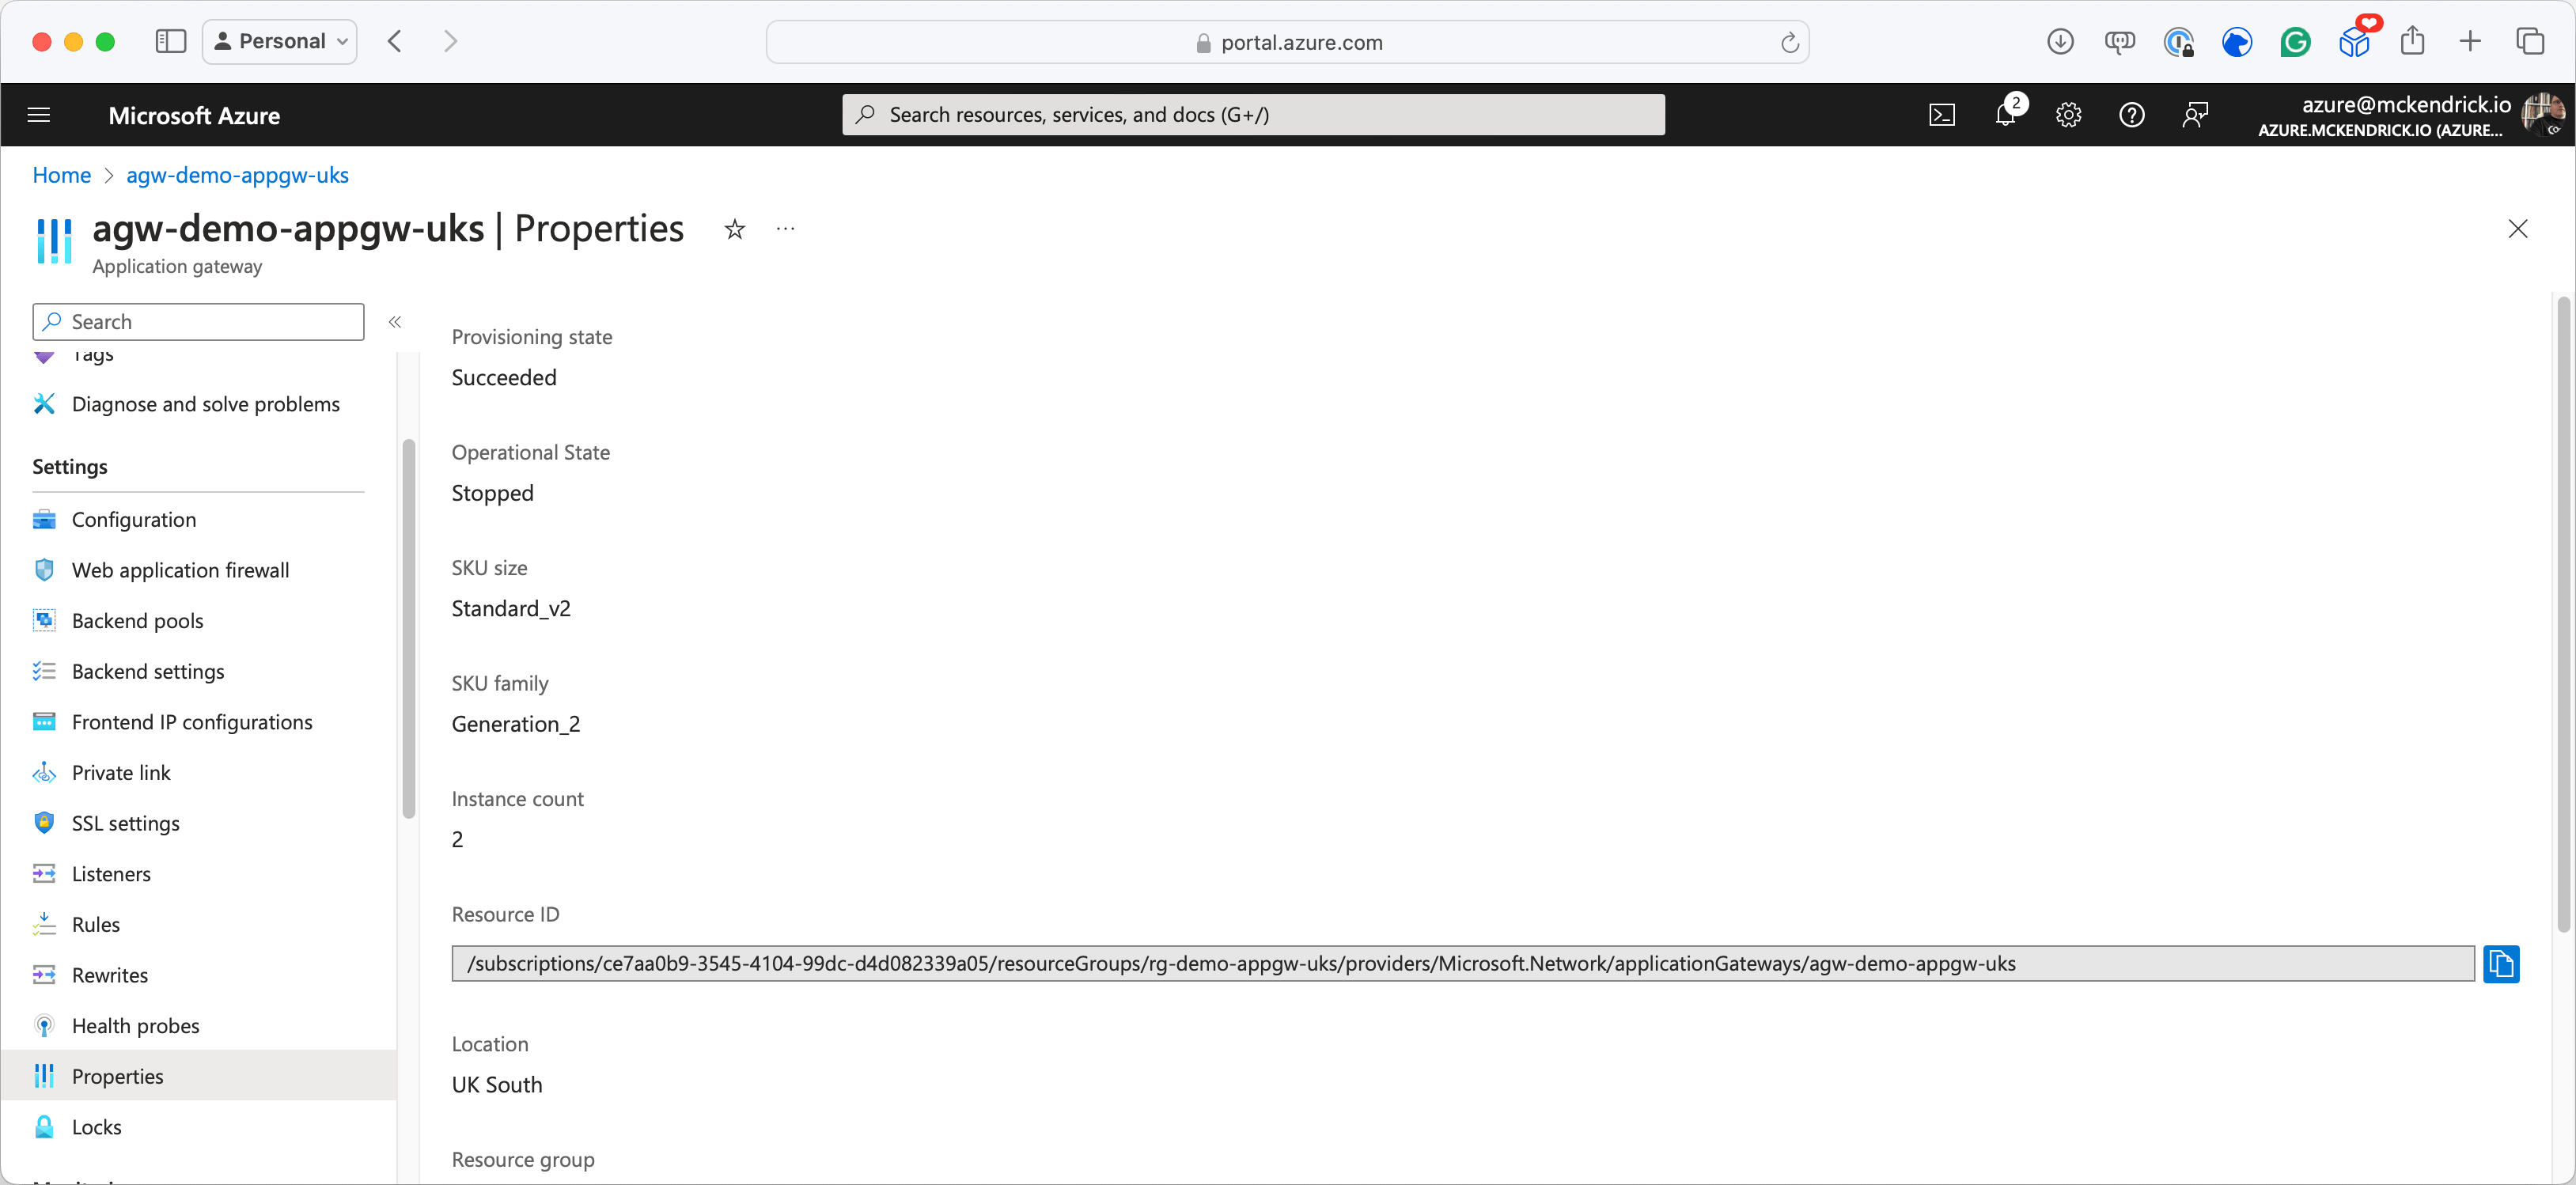 Personal
portal.azure.com
Microsoft Azure
Search resources, services, and docs (G+/)
2
azure@mckendrick.io
AZURE.MCKENDRICK.IO (AZURE...
Home > agw-demo-appgw-uks
agw-demo-appgw-uks | Properties
Application gateway
Search
Tags
Diagnose and solve problems
Settings
Configuration
Web application firewall
Backend pools
Backend settings
Frontend IP configurations
Private link
SSL settings
Listeners
Rules
Rewrites
Health probes
Properties
Locks
Provisioning state
Succeeded
Operational State
Stopped
SKU size
Standard_v2
SKU family
Generation_2
Instance count
2
Resource ID
/subscriptions/ce7aa0b9-3545-4104-99dc-d4d082339a05/resourceGroups/rg-demo-appgw-uks/providers/Microsoft.Network/applicationGateways/agw-demo-appgw-uks
Location
UK South
Resource group